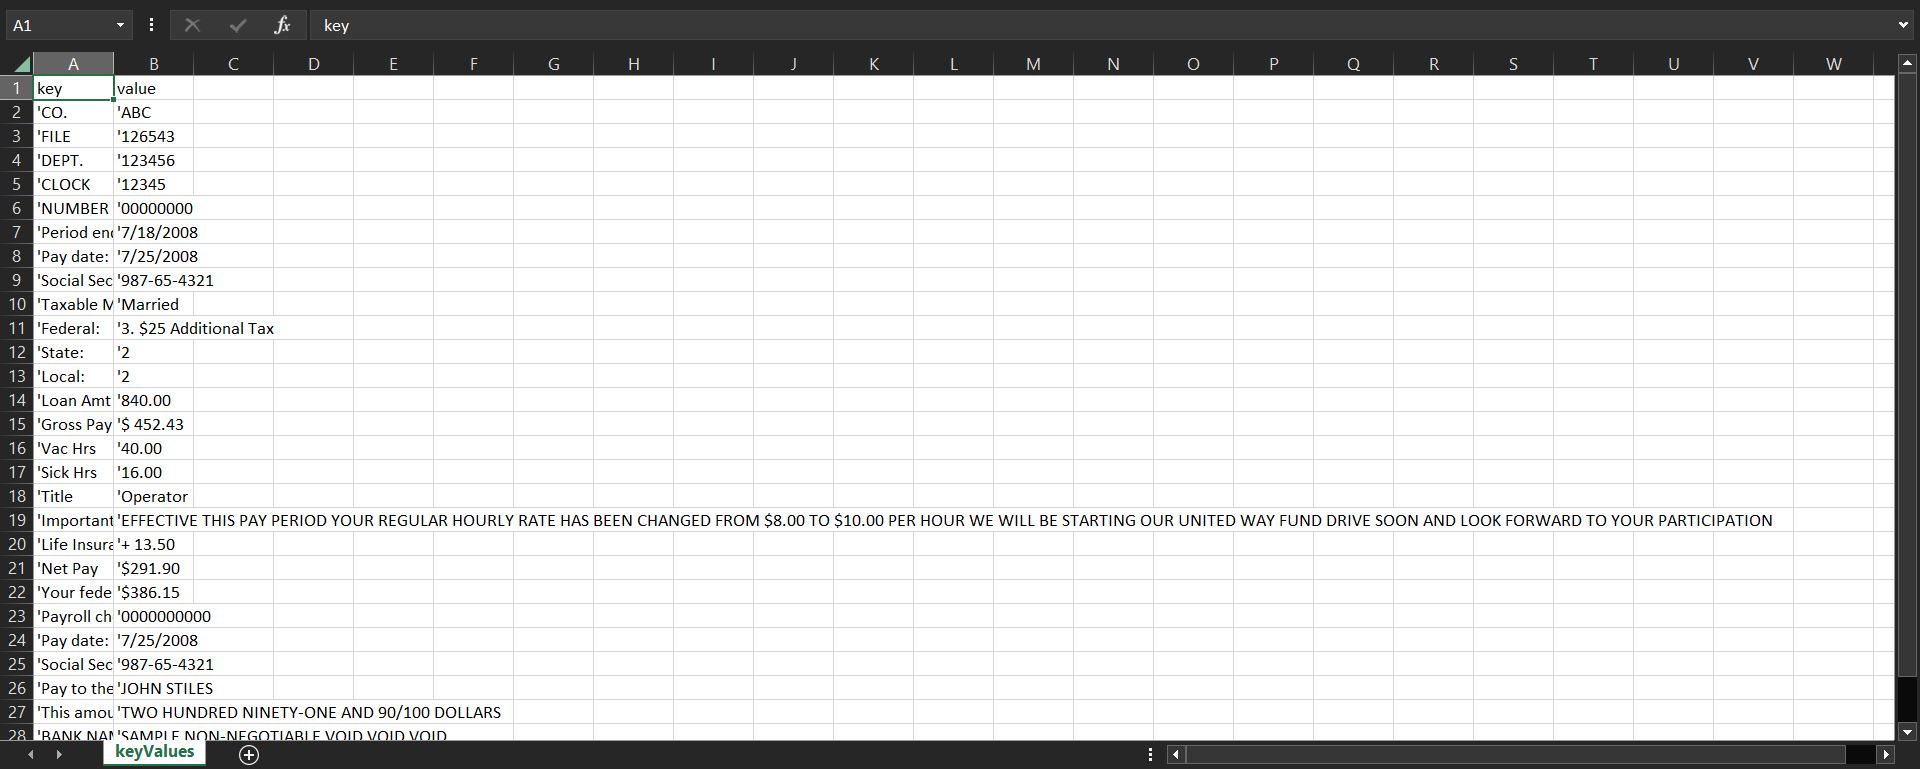 A1 fx key
A B C D E F G H I J K L M N O P Q R S T U V W
1 key value
2 'CO. 'ABC
3 'FILE '126543
4 'DEPT. '123456
5 'CLOCK '12345
6 'NUMBER '00000000
7 'Period en '7/18/2008
8 'Pay date: '7/25/2008
9 'Social Sec '987-65-4321
10 'Taxable M 'Married
11 'Federal: '3. $25 Additional Tax
12 'State: '2
13 'Local: '2
14 'Loan Amt '840.00
15 'Gross Pay '$ 452.43
16 'Vac Hrs '40.00
17 'Sick Hrs '16.00
18 'Title 'Operator
19 'Important 'EFFECTIVE THIS PAY PERIOD YOUR REGULAR HOURLY RATE HAS BEEN CHANGED FROM $8.00 TO $10.00 PER HOUR WE WILL BE STARTING OUR UNITED WAY FUND DRIVE SOON AND LOOK FORWARD TO YOUR PARTICIPATION
20 'Life Insura '+ 13.50
21 'Net Pay '$291.90
22 'Your fede '$386.15
23 'Payroll ch '0000000000
24 'Pay date: '7/25/2008
25 'Social Sec '987-65-4321
26 'Pay to the 'JOHN STILES
27 'This amou 'TWO HUNDRED NINETY-ONE AND 90/100 DOLLARS
28 'BANK NAM 'SAMPLE NON-NEGOTIABLE VOID VOID VOID
keyValues